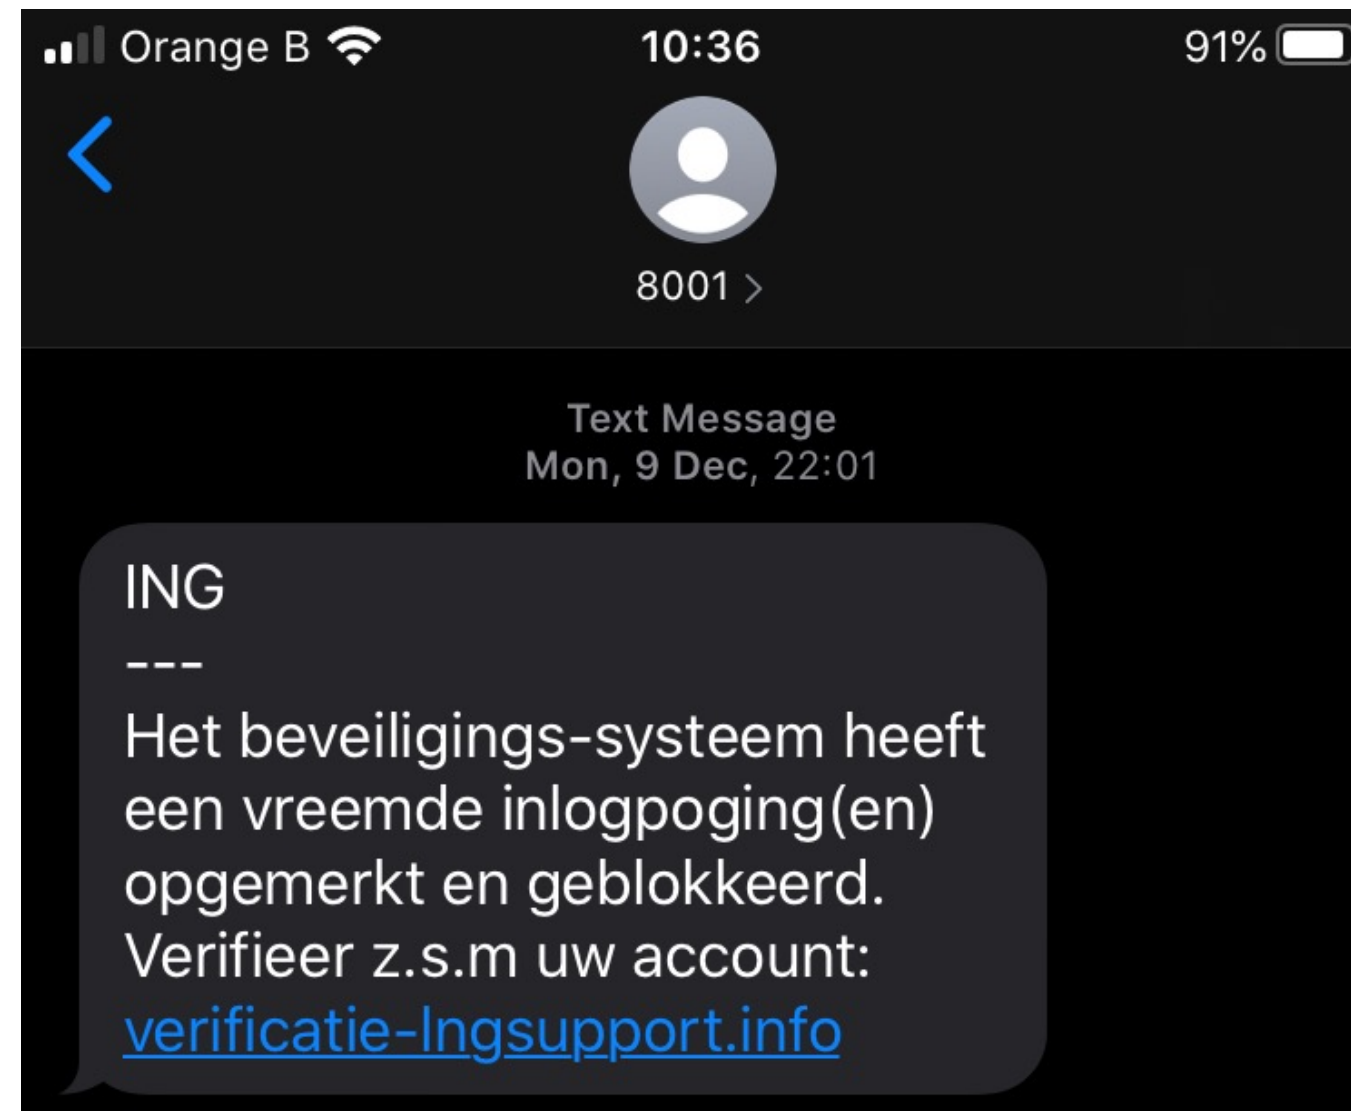 Orange B 10:36 91%
8001
Text Message
Mon, 9 Dec, 22:01
ING
---
Het beveiligings-systeem heeft
een vreemde inlogpoging(en)
opgemerkt en geblokkeerd.
Verifieer z.s.m uw account:
verificatie-lngsupport.info